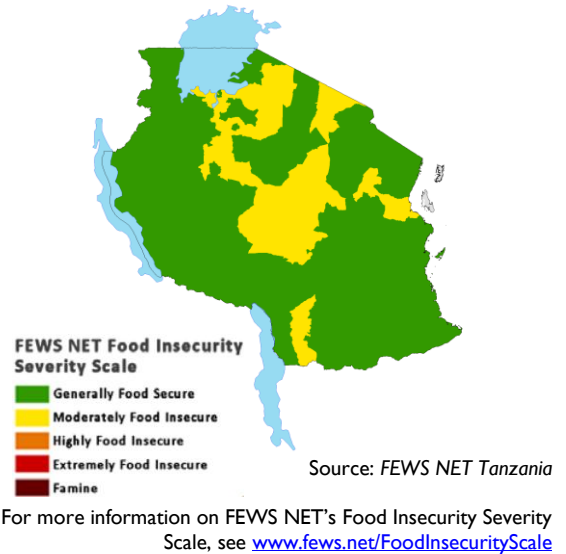 FEWS NET Food Insecurity
Severity Scale
Generally Food Secure
Moderately Food Insecure
Highly Food Insecure
Extremely Food Insecure
Famine
Source: FEWS NET Tanzania
For more information on FEWS NET's Food Insecurity Severity
Scale, see www.fews.net/FoodInsecurityScale